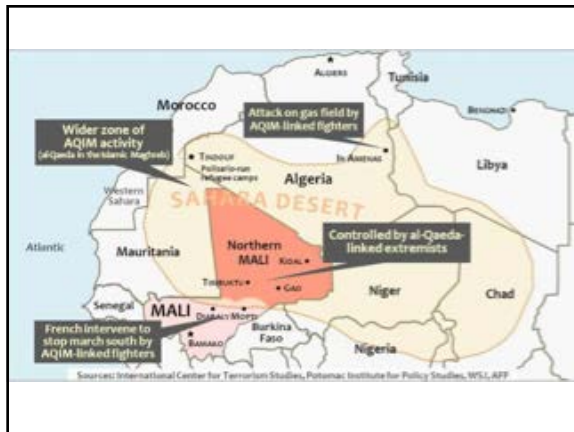 ALGIERS
Tunisia
Morocco
BENGHAZI
Attack on gas field by
AQIM-linked fighters
Wider zone of
AQIM activity
(al-Qaeda in the Islamic Maghreb)
TINDOUF
Polisario-run
refugee camps
IN AMENAS
Algeria
Libya
Western
Sahara
SAHARA DESERT
Atlantic
Mauritania
Northern
MALI
Controlled by al-Qaeda-
linked extremists
KIDAL
TIMBUKTU
GAO
Niger
Chad
Senegal
MALI
DIABALY MOPTI
French intervene to
stop march south by
AQIM-linked fighters
Burkina
Faso
BAMAKO
Nigeria
Sources: International Center for Terrorism Studies, Potomac Institute for Policy Studies, WSJ, AFP